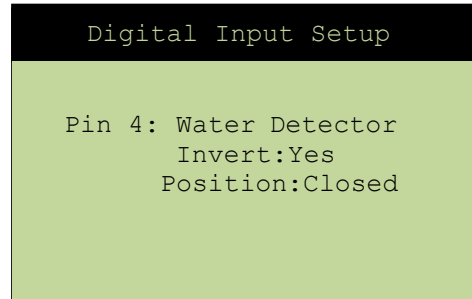 Digital Input Setup
Pin 4: Water Detector
Invert:Yes
Position:Closed